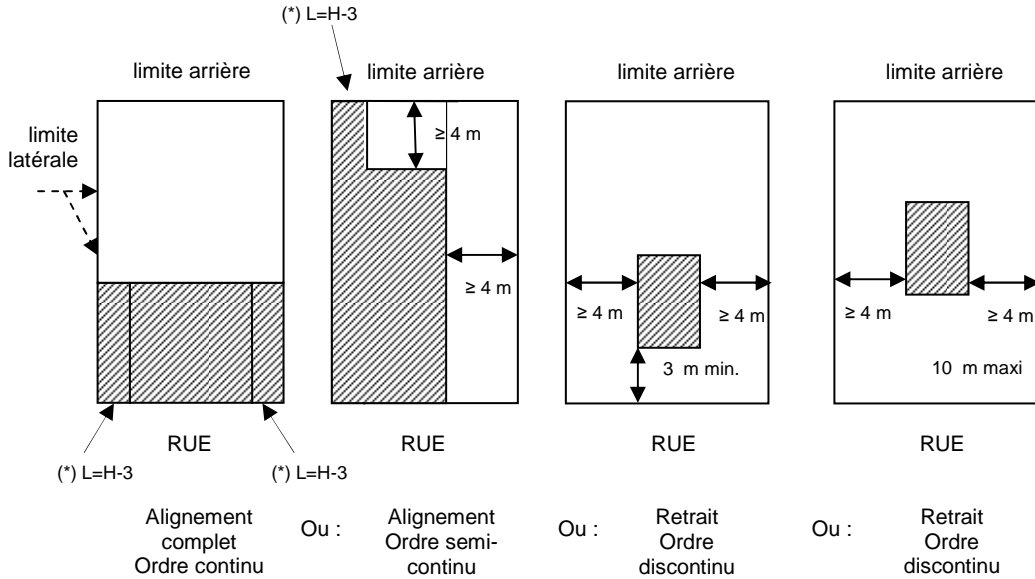 (*) L=H-3
limite arrière
limite arrière
limite arrière
limite arrière
limite
latérale
≥ 4 m
≥ 4 m
≥ 4 m
≥ 4 m
≥ 4 m
≥ 4 m
3 m min.
10 m maxi
RUE
RUE
RUE
RUE
(*) L=H-3
(*) L=H-3
Alignement
complet
Ordre continu
Ou :
Alignement
Ordre semi-
continu
Ou :
Retrait
Ordre
discontinu
Ou :
Retrait
Ordre
discontinu